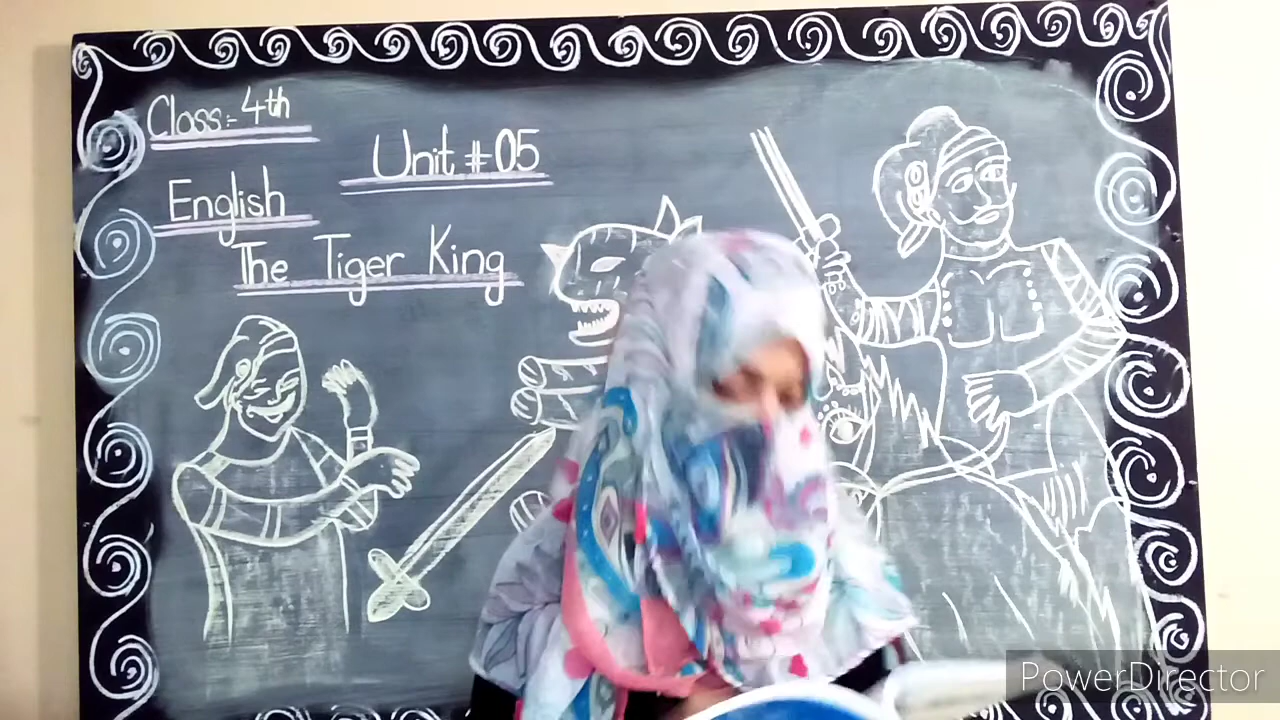 Class:- 4th
Unit # 05
English
The Tiger King
PowerDirector